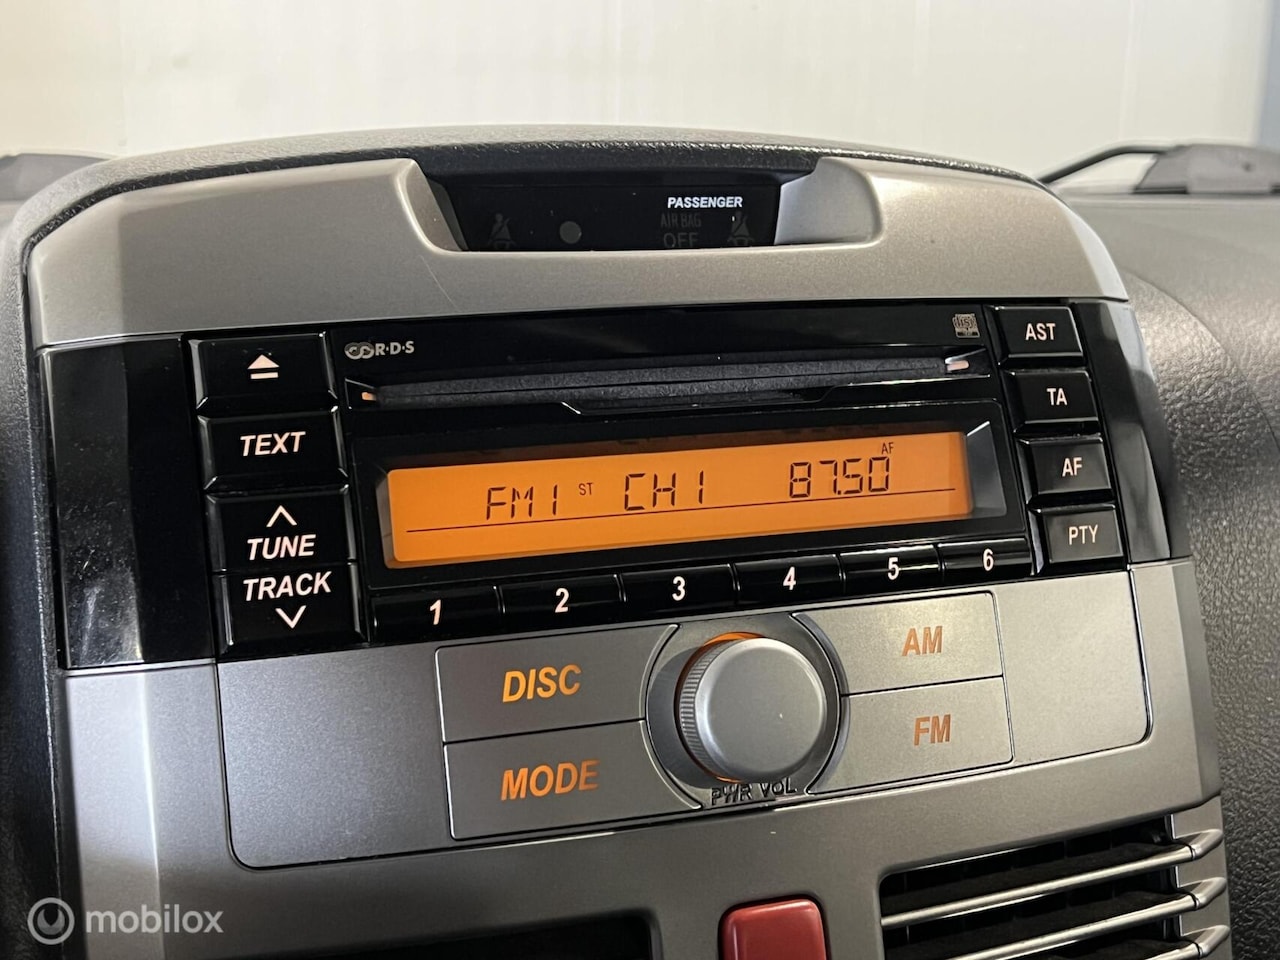 PASSENGER
AIR BAG
OFF
R·D·S
AST
TEXT
TA
TUNE
TRACK
AF
PTY
FM1 ST CH1 87.50 AF
1 2 3 4 5 6
DISC
AM
MODE
FM
PWR VOL
mobilox